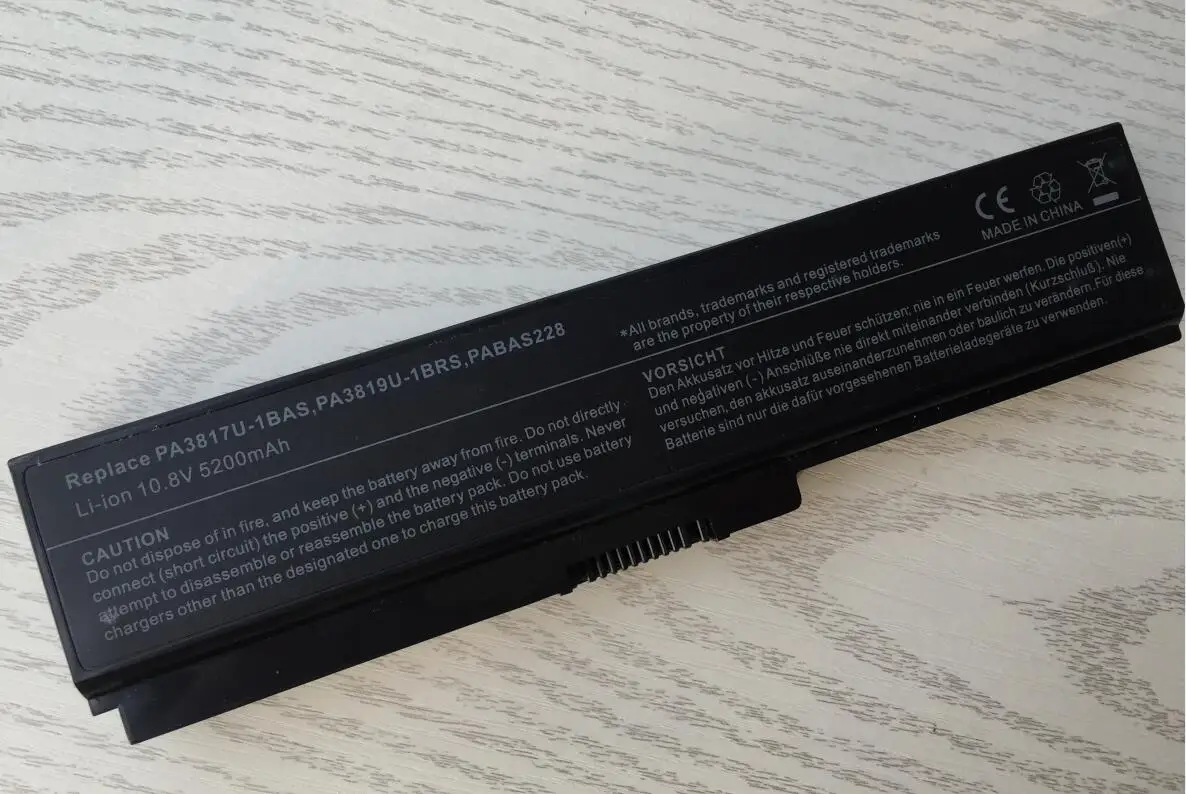 Replace PA3817U-1BAS,PA3819U-1BRS,PABAS228
Li-ion 10.8V 5200mAh
*All brands, trademarks and registered trademarks
are the property of their respective holders.
CE
MADE IN CHINA
CAUTION
Do not dispose of in fire, and keep the battery away from fire. Do not directly
connect (short circuit) the positive (+) and the negative (-) terminals. Never
attempt to disassemble or reassemble the battery pack. Do not use battery
chargers other than the designated one to charge this battery pack.
VORSICHT
Den Akkusatz vor Hitze und Feuer schützen; nie in ein Feuer werfen. Die positiven(+)
und negativen (-) Anschlüße nie direkt miteinander verbinden (Kurzschluß). Nie
versuchen, den akkusatz auseinanderzunehmen oder baulich zu verändern.Für diese
Batterie sind nur die dafür vorgesehenen Batterieladegeräte zu verwenden.